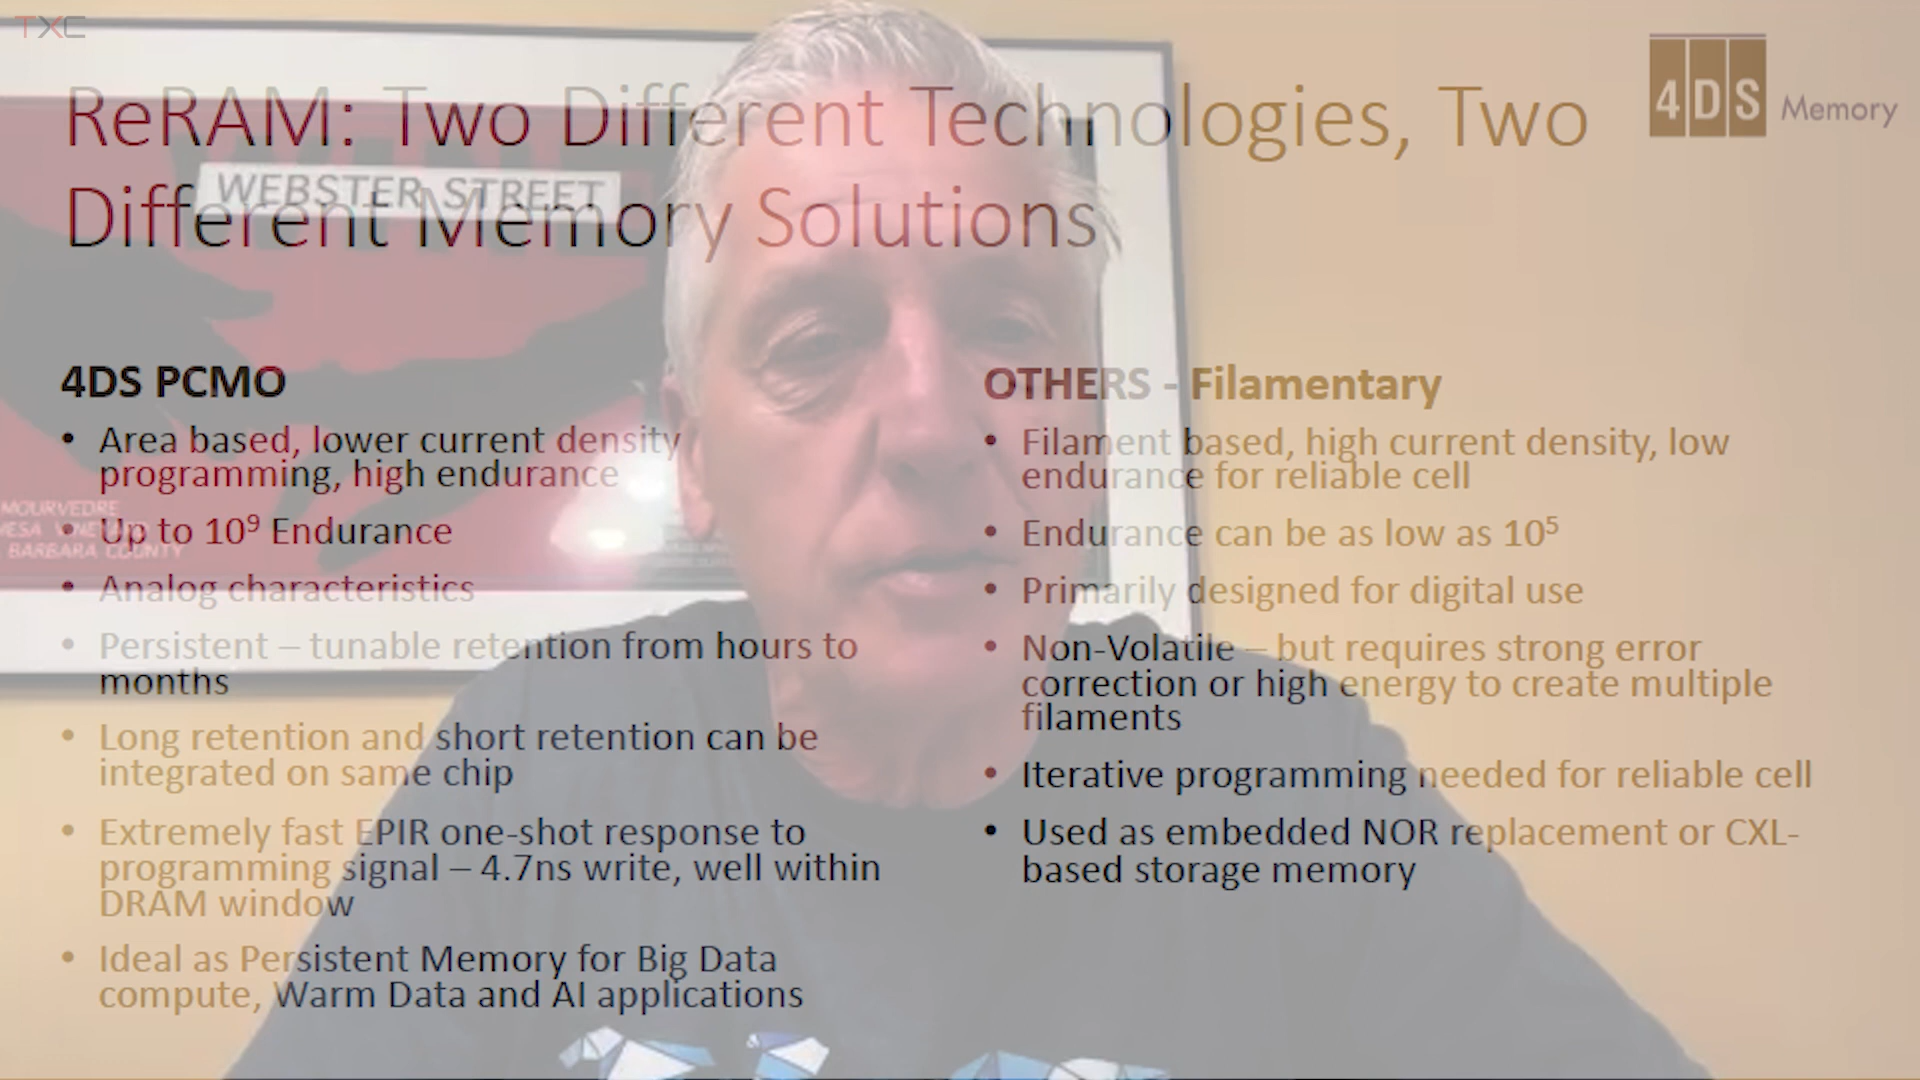 TXC
4DS Memory
ReRAM: Two Different Technologies, Two
Different Memory Solutions
WEBSTER STREET
4DS PCMO
• Area based, lower current density
programming, high endurance
• Up to 10⁹ Endurance
• Analog characteristics
• Persistent – tunable retention from hours to
months
• Long retention and short retention can be
integrated on same chip
• Extremely fast EPIR one-shot response to
programming signal – 4.7ns write, well within
DRAM window
• Ideal as Persistent Memory for Big Data
compute, Warm Data and AI applications
OTHERS - Filamentary
• Filament based, high current density, low
endurance for reliable cell
• Endurance can be as low as 10⁵
• Primarily designed for digital use
• Non-Volatile – but requires strong error
correction or high energy to create multiple
filaments
• Iterative programming needed for reliable cell
• Used as embedded NOR replacement or CXL-
based storage memory
MOURVEDRE
BARBARA COUNTY